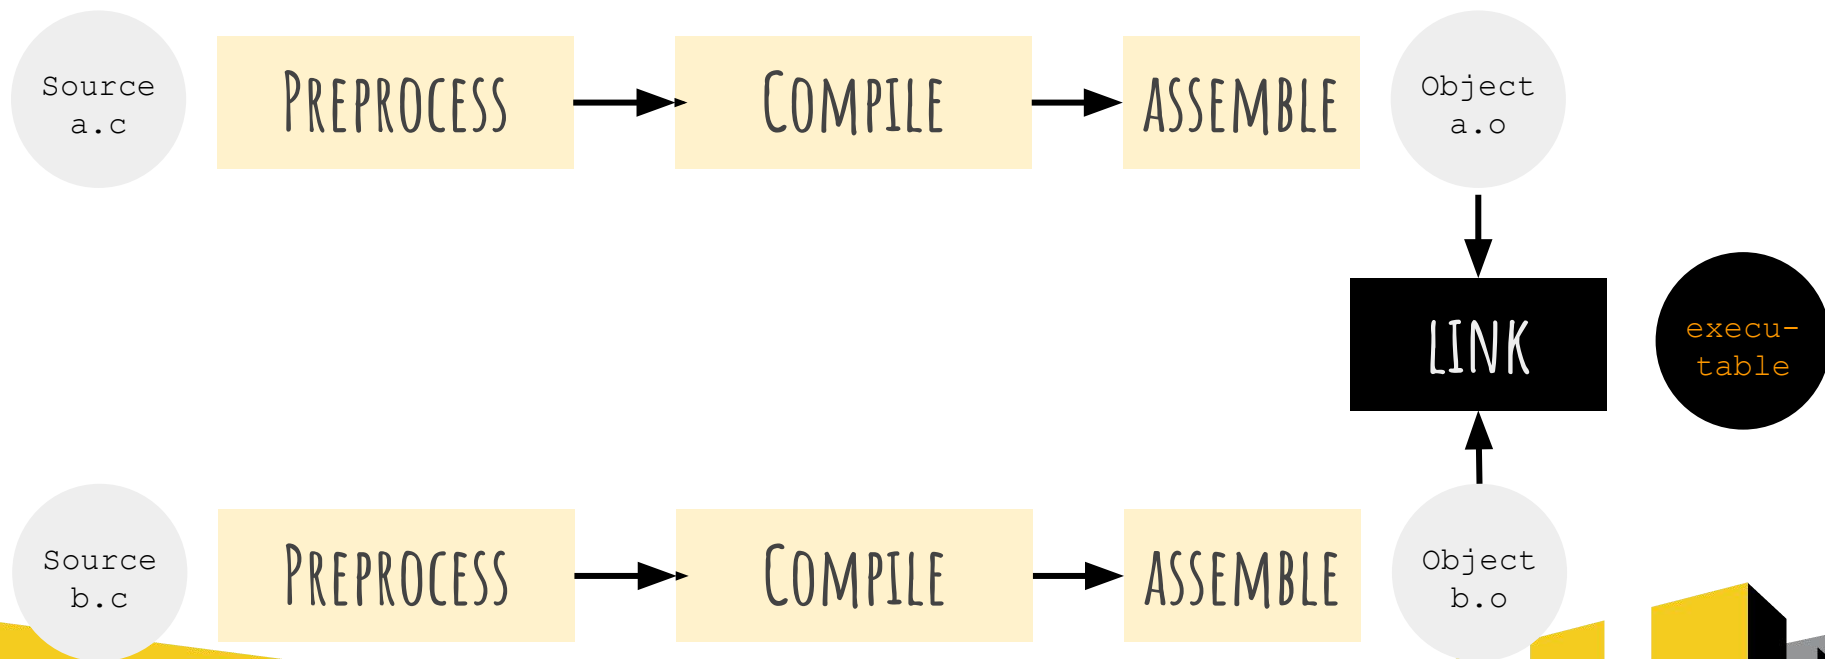 Source
a.c
PREPROCESS
COMPILE
ASSEMBLE
Object
a.o
LINK
execu-
table
Source
b.c
PREPROCESS
COMPILE
ASSEMBLE
Object
b.o